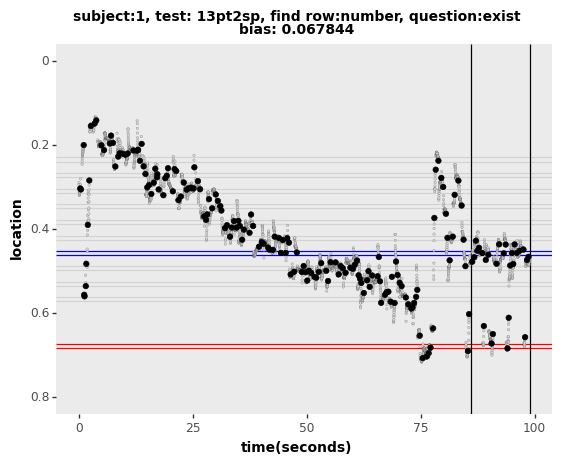 subject:1, test: 13pt2sp, find row:number, question:exist
bias: 0.067844
0
0.2
0.4
0.6
0.8
location
0
25
50
75
100
time(seconds)